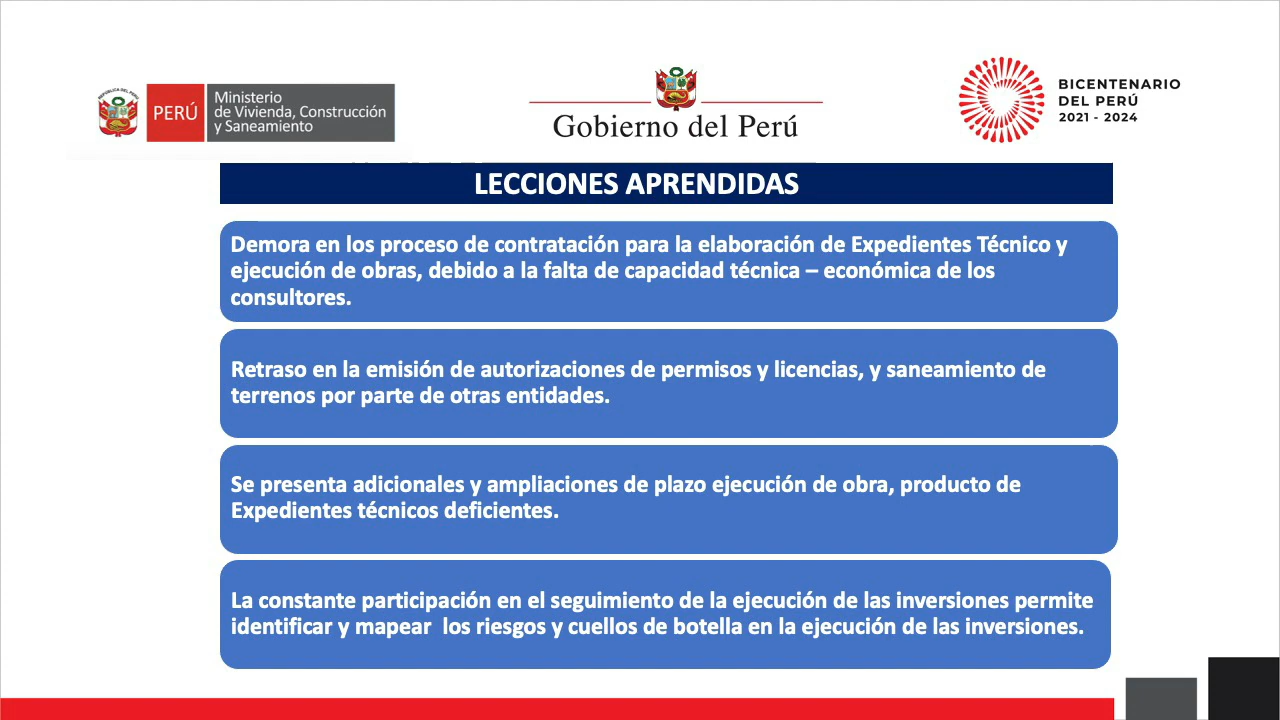 PERÚ
Ministerio
de Vivienda, Construcción
y Saneamiento
Gobierno del Perú
BICENTENARIO
DEL PERÚ
2021 - 2024
LECCIONES APRENDIDAS
Demora en los proceso de contratación para la elaboración de Expedientes Técnico y
ejecución de obras, debido a la falta de capacidad técnica – económica de los
consultores.
Retraso en la emisión de autorizaciones de permisos y licencias, y saneamiento de
terrenos por parte de otras entidades.
Se presenta adicionales y ampliaciones de plazo ejecución de obra, producto de
Expedientes técnicos deficientes.
La constante participación en el seguimiento de la ejecución de las inversiones permite
identificar y mapear  los riesgos y cuellos de botella en la ejecución de las inversiones.